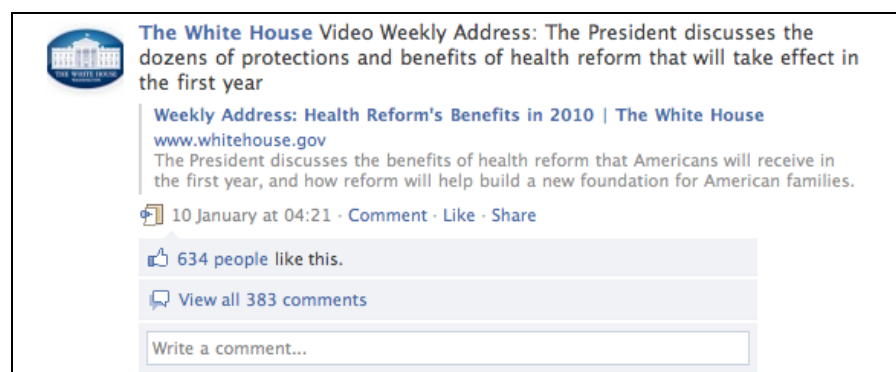 The White House Video Weekly Address: The President discusses the
dozens of protections and benefits of health reform that will take effect in
the first year
Weekly Address: Health Reform's Benefits in 2010 | The White House
www.whitehouse.gov
The President discusses the benefits of health reform that Americans will receive in
the first year, and how reform will help build a new foundation for American families.
10 January at 04:21 · Comment · Like · Share
634 people like this.
View all 383 comments
Write a comment...
THE WHITE HOUSE
WASHINGTON